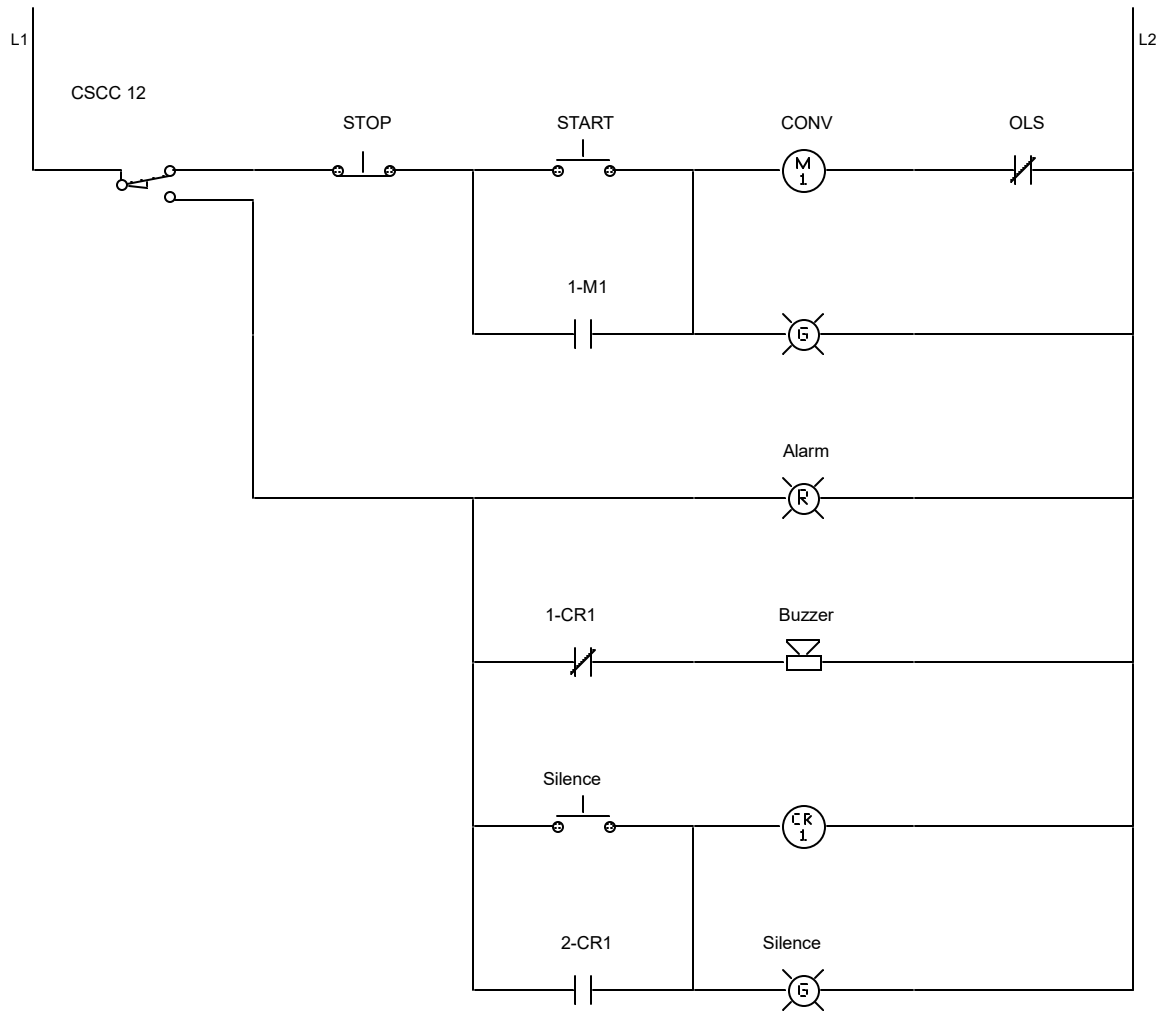 L1
L2
CSCC 12
STOP
START
CONV
OLS
M
1
1-M1
G
Alarm
R
1-CR1
Buzzer
Silence
CR
1
2-CR1
Silence
G